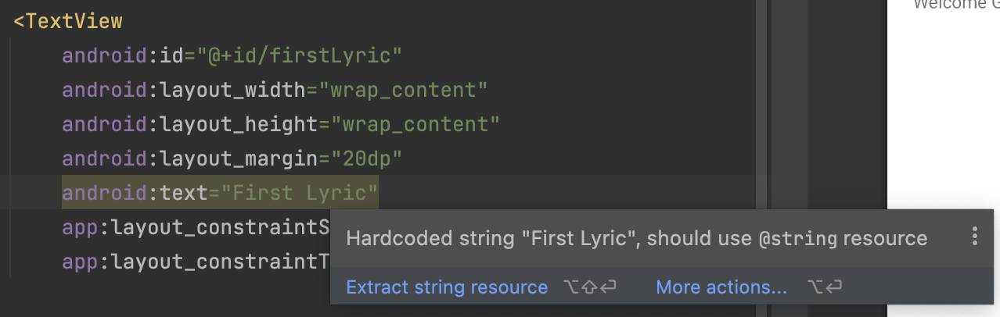 Welcome G
<TextView
android:id="@+id/firstLyric"
android:layout_width="wrap_content"
android:layout_height="wrap_content"
android:layout_margin="20dp"
android:text="First Lyric"
app:layout_constraintS
Hardcoded string "First Lyric", should use @string resource
app:layout_constraintT
Extract string resource ⌥⇧⏎ More actions... ⌥⏎